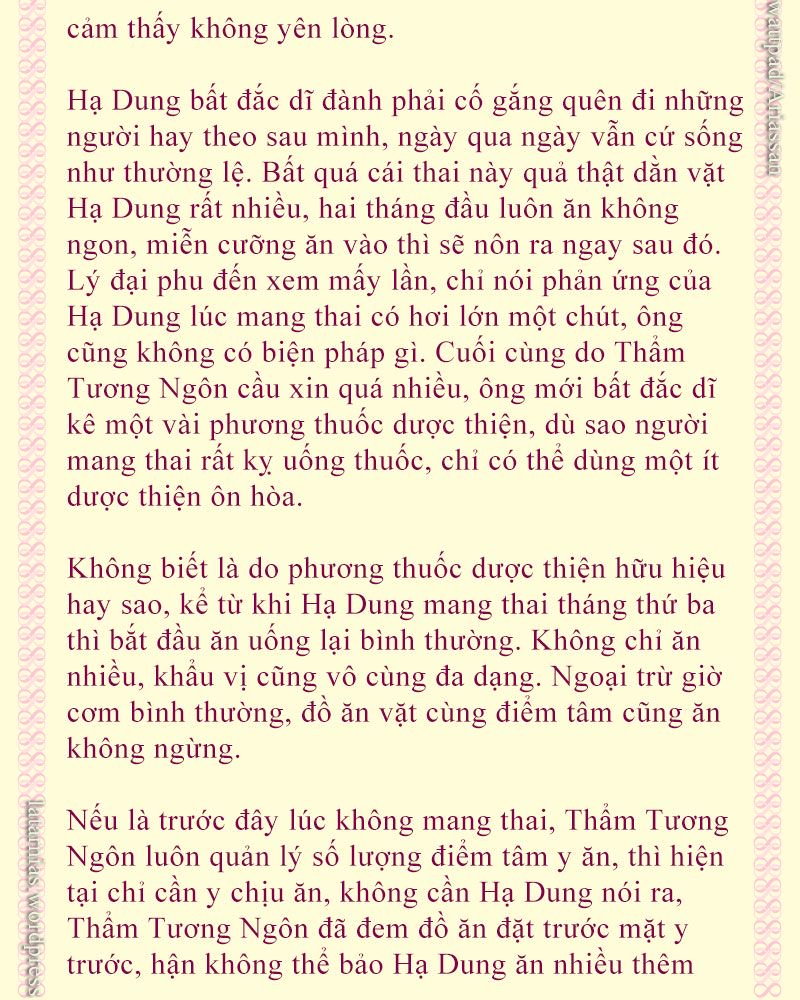 cảm thấy không yên lòng.
Hạ Dung bất đắc dĩ đành phải cố gắng quên đi những
người hay theo sau mình, ngày qua ngày vẫn cứ sống
như thường lệ. Bất quá cái thai này quả thật dằn vặt
Hạ Dung rất nhiều, hai tháng đầu luôn ăn không
ngon, miễn cưỡng ăn vào thì sẽ nôn ra ngay sau đó.
Lý đại phu đến xem mấy lần, chỉ nói phản ứng của
Hạ Dung lúc mang thai có hơi lớn một chút, ông
cũng không có biện pháp gì. Cuối cùng do Thẩm
Tương Ngôn cầu xin quá nhiều, ông mới bất đắc dĩ
kê một vài phương thuốc dược thiện, dù sao người
mang thai rất kỵ uống thuốc, chỉ có thể dùng một ít
dược thiện ôn hòa.
Không biết là do phương thuốc dược thiện hữu hiệu
hay sao, kể từ khi Hạ Dung mang thai tháng thứ ba
thì bắt đầu ăn uống lại bình thường. Không chỉ ăn
nhiều, khẩu vị cũng vô cùng đa dạng. Ngoại trừ giờ
cơm bình thường, đồ ăn vặt cùng điểm tâm cũng ăn
không ngừng.
Nếu là trước đây lúc không mang thai, Thẩm Tương
Ngôn luôn quản lý số lượng điểm tâm y ăn, thì hiện
tại chỉ cần y chịu ăn, không cần Hạ Dung nói ra,
Thẩm Tương Ngôn đã đem đồ ăn đặt trước mặt y
trước, hận không thể bảo Hạ Dung ăn nhiều thêm